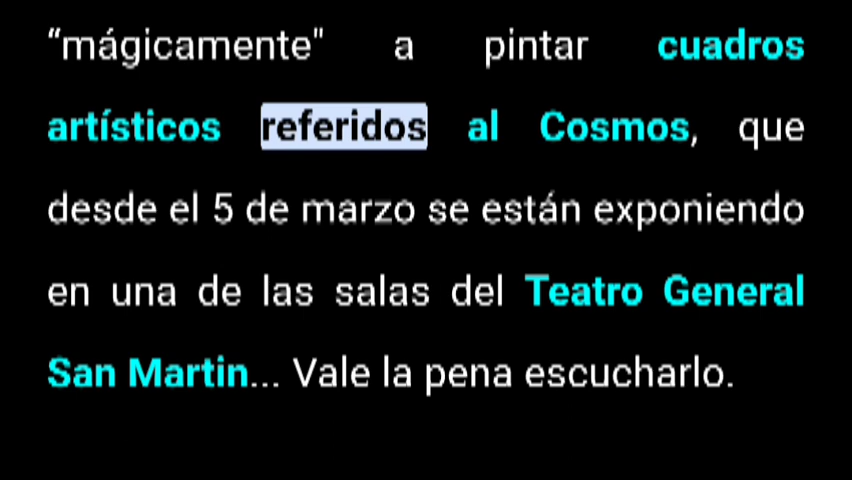 “mágicamente" a pintar cuadros
artísticos referidos al Cosmos, que
desde el 5 de marzo se están exponiendo
en una de las salas del Teatro General
San Martin... Vale la pena escucharlo.